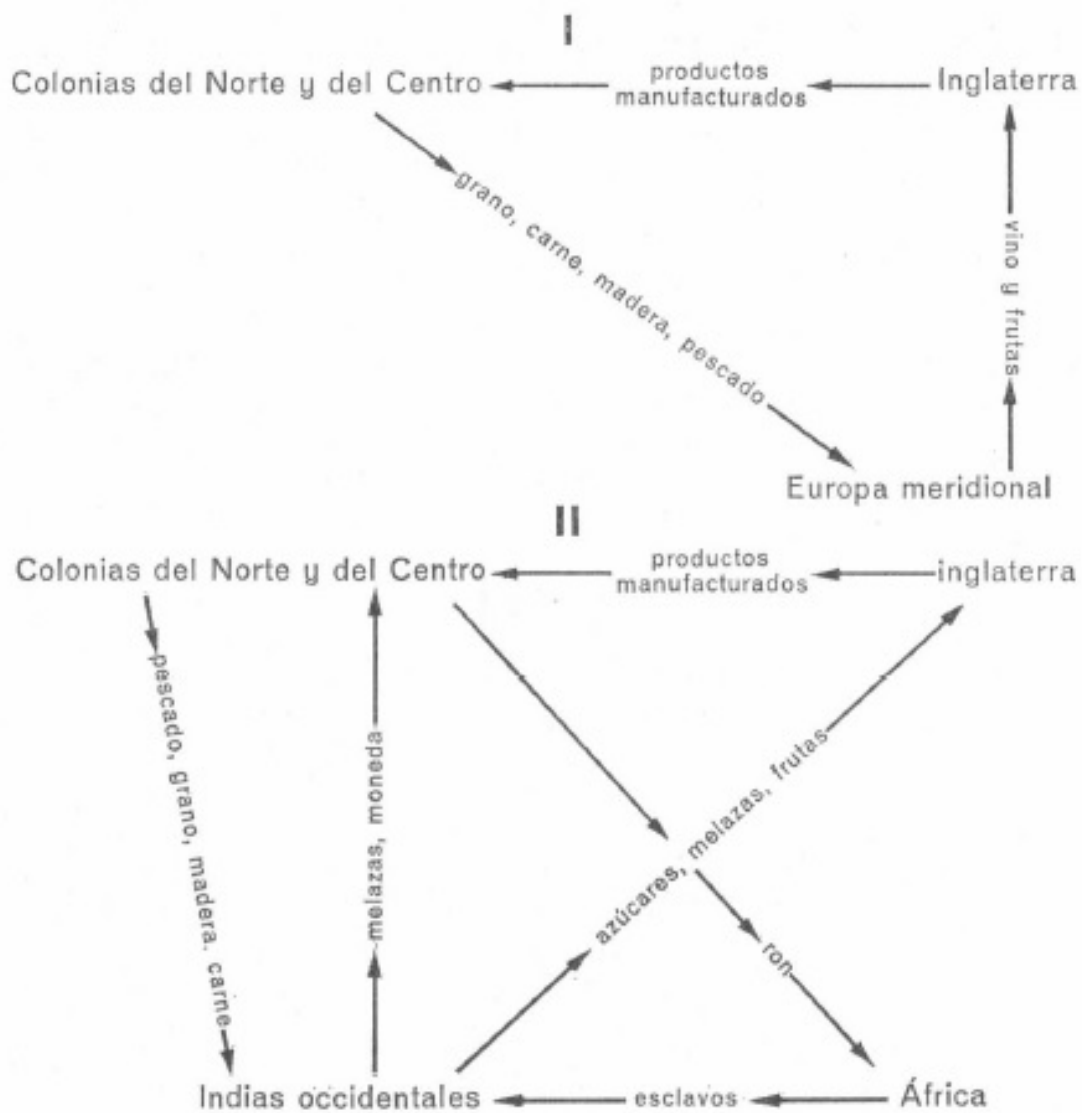 I
Colonias del Norte y del Centro
productos
manufacturados
Inglaterra
grano, carne, madera, pescado
vino y frutas
Europa meridional
II
Colonias del Norte y del Centro
productos
manufacturados
inglaterra
pescado, grano, madera. carne
melazas, moneda
azúcares, melazas, frutas
ron
Indias occidentales
esclavos
África